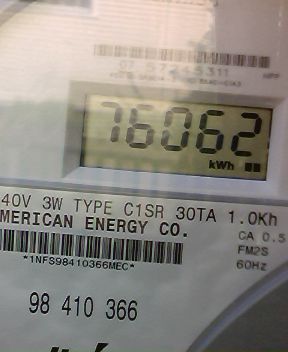 76062
kWh
40V 3W TYPE C1SR 30TA 1.0Kh
MERICAN ENERGY CO.
CA 0.5
FM2S
60Hz
*1NFS98410366MEC*
98 410 366